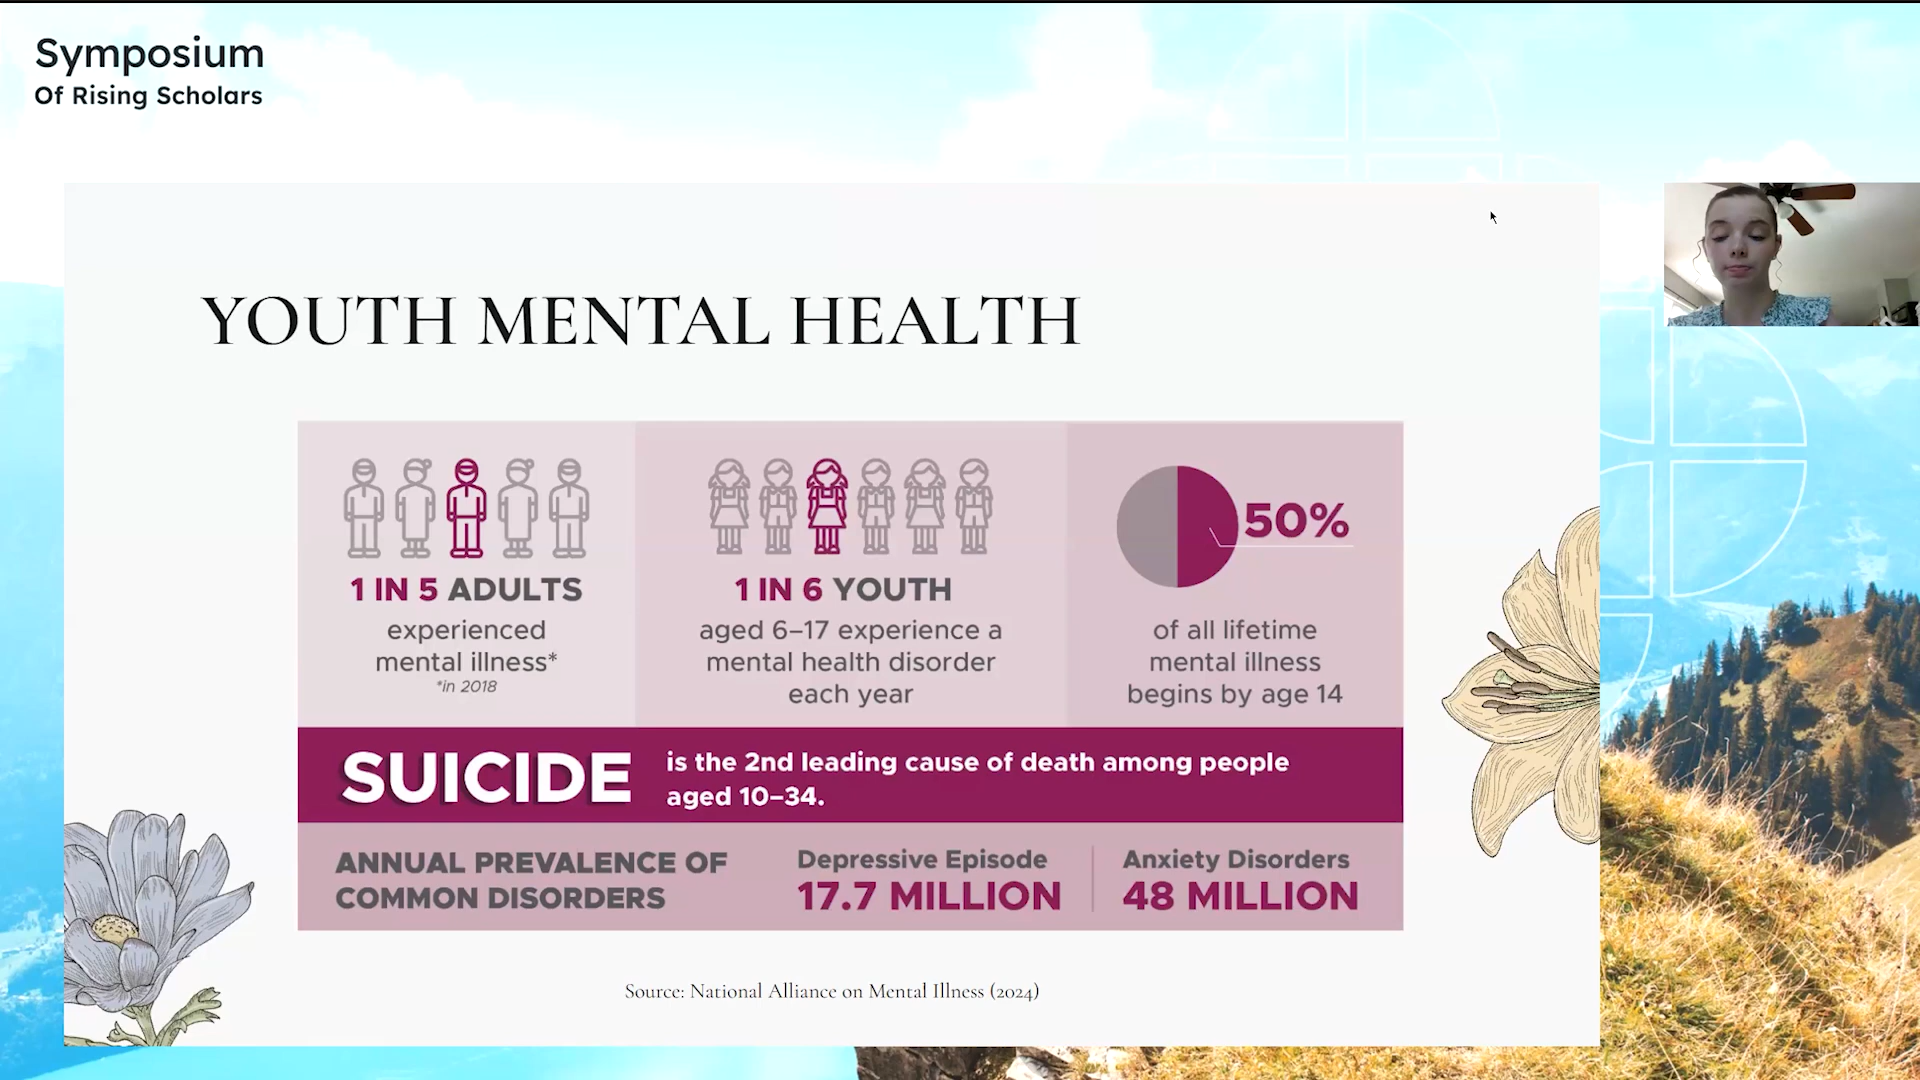 Symposium
Of Rising Scholars
YOUTH MENTAL HEALTH
1 IN 5 ADULTS
experienced
mental illness*
*in 2018
1 IN 6 YOUTH
aged 6–17 experience a
mental health disorder
each year
50%
of all lifetime
mental illness
begins by age 14
SUICIDE
is the 2nd leading cause of death among people
aged 10–34.
ANNUAL PREVALENCE OF
COMMON DISORDERS
Depressive Episode
17.7 MILLION
Anxiety Disorders
48 MILLION
Source: National Alliance on Mental Illness (2024)